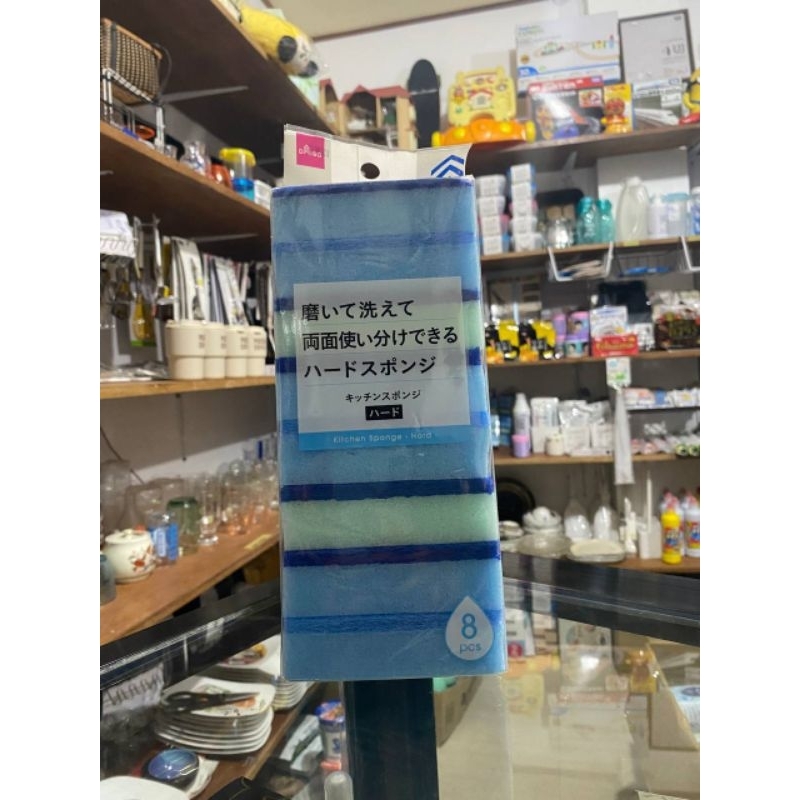 DAISO
磨いて洗えて
両面使い分けできる
ハードスポンジ
キッチンスポンジ
ハード
Kitchen Sponge - Hard
8
pcs